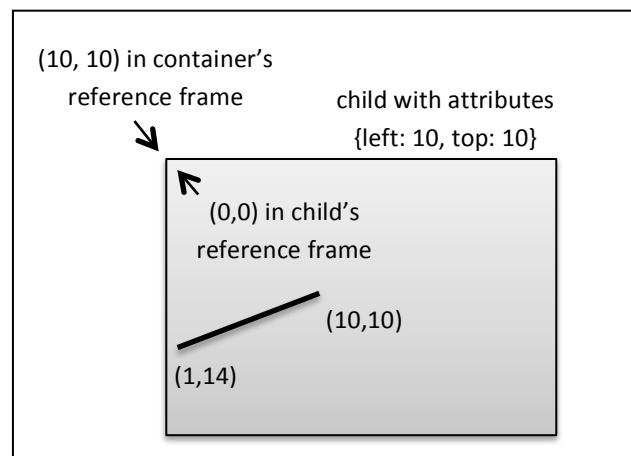 (10, 10) in container’s
reference frame
child with attributes
{left: 10, top: 10}
(0,0) in child’s
reference frame
(10,10)
(1,14)